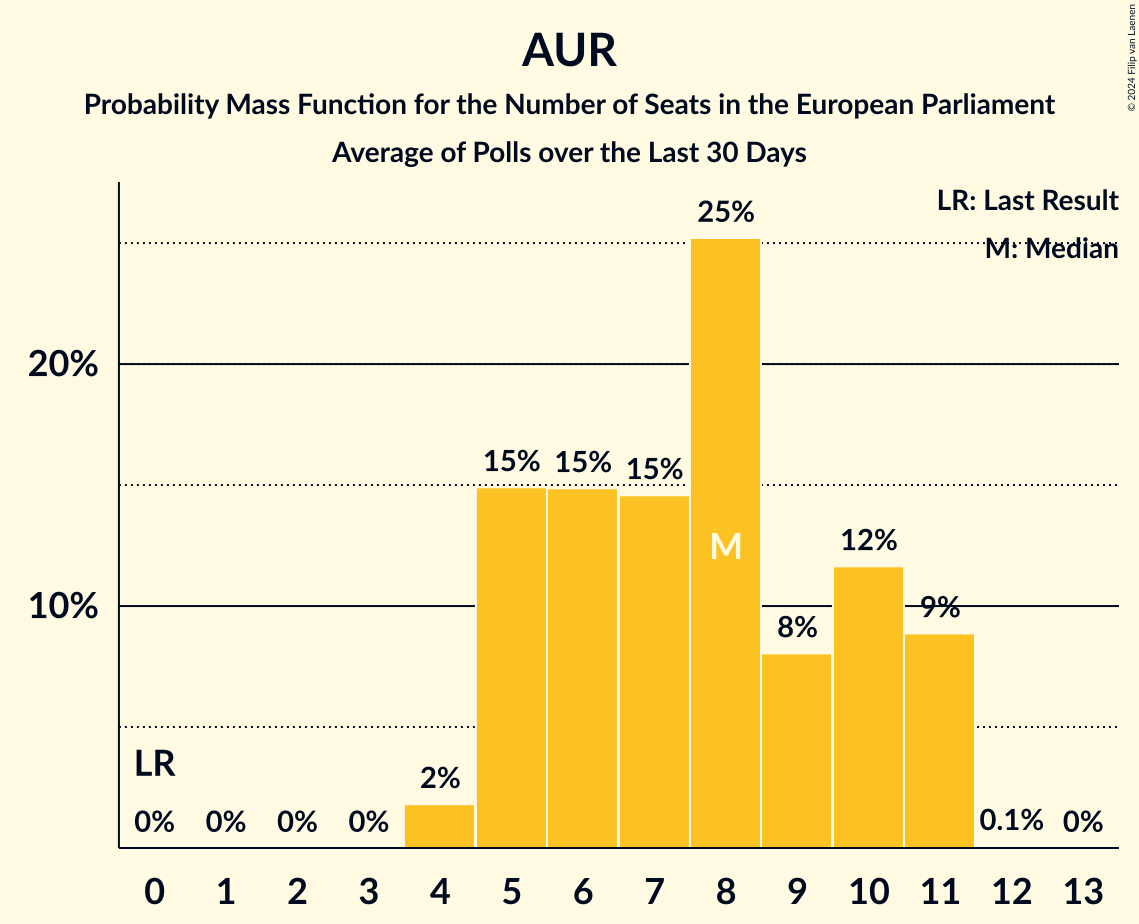 AUR
Probability Mass Function for the Number of Seats in the European Parliament
Average of Polls over the Last 30 Days
© 2024 Filip van Laenen
LR: Last Result
M: Median
25%
20%
15% 15% 15%
M
12%
10%
9%
8%
LR
2%
0% 0% 0% 0% 0.1% 0%
0 1 2 3 4 5 6 7 8 9 10 11 12 13